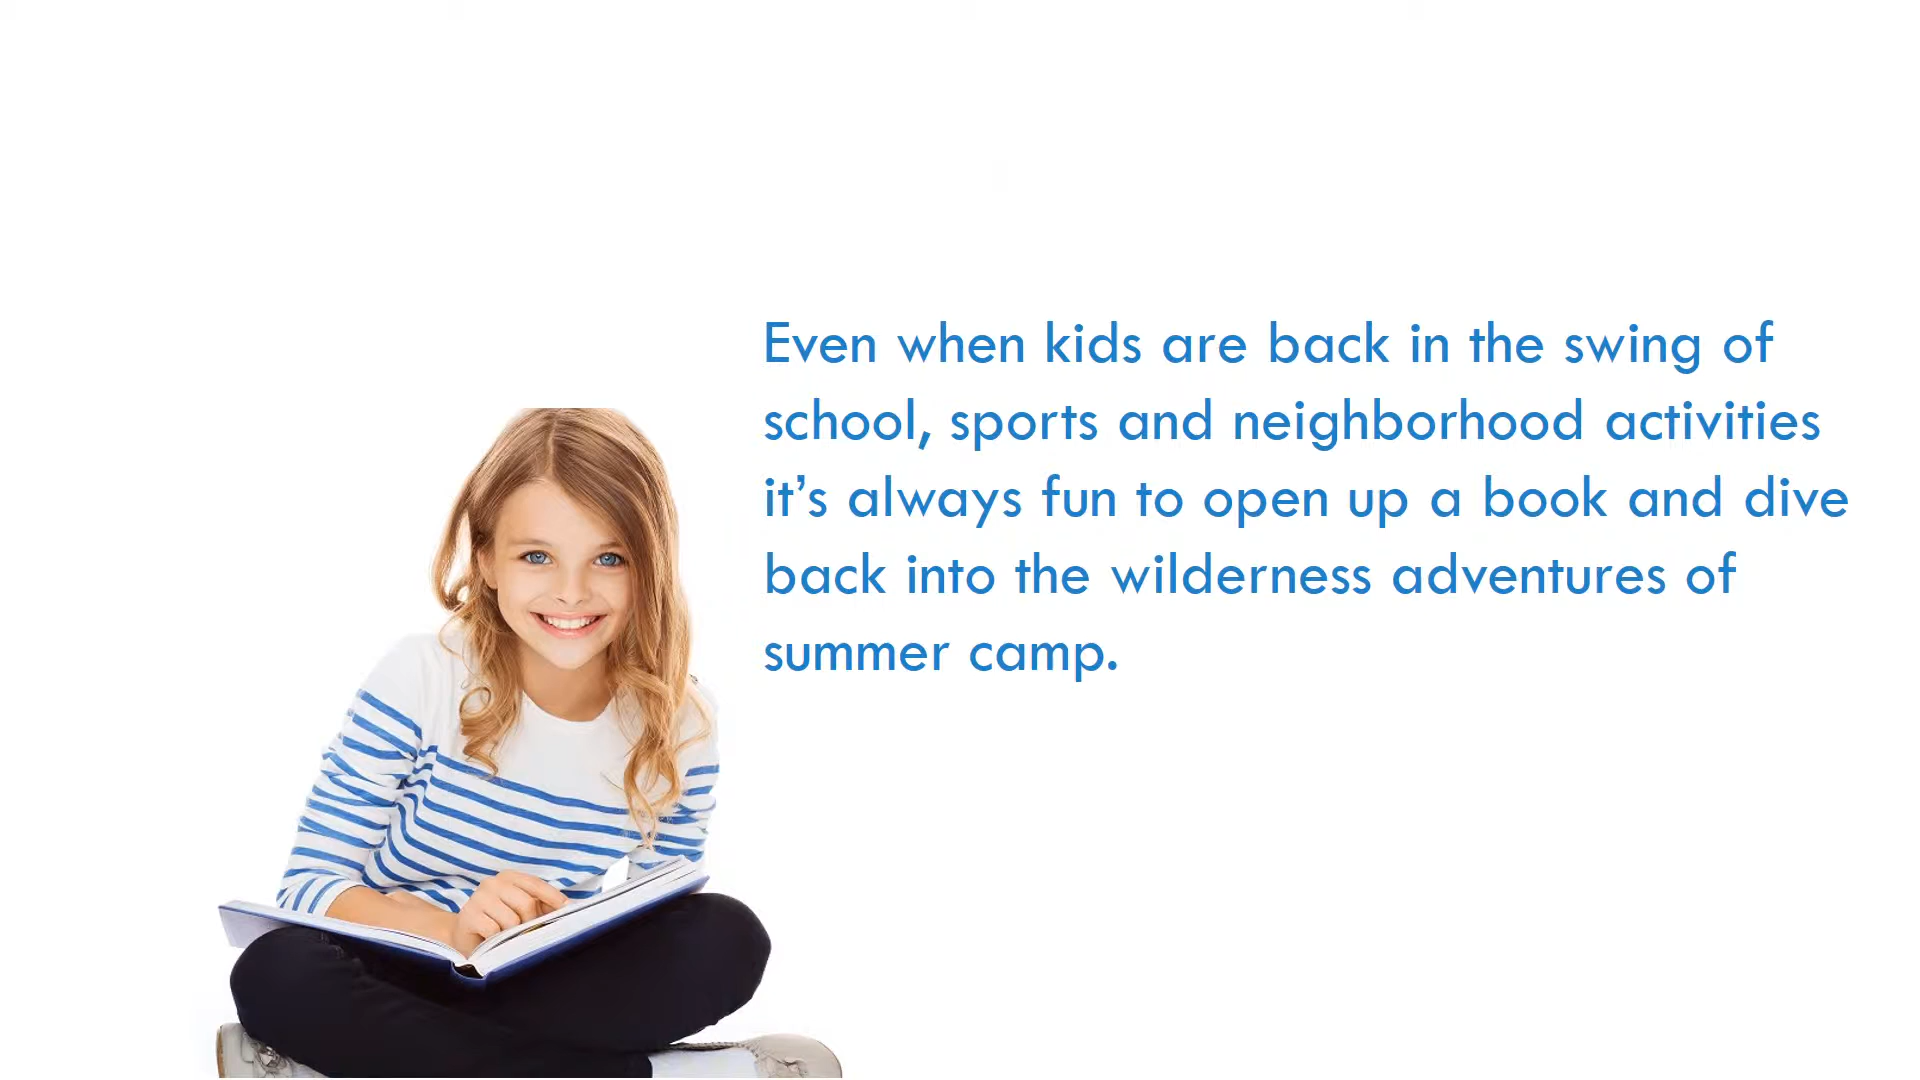 Even when kids are back in the swing of
school, sports and neighborhood activities
it’s always fun to open up a book and dive
back into the wilderness adventures of
summer camp.